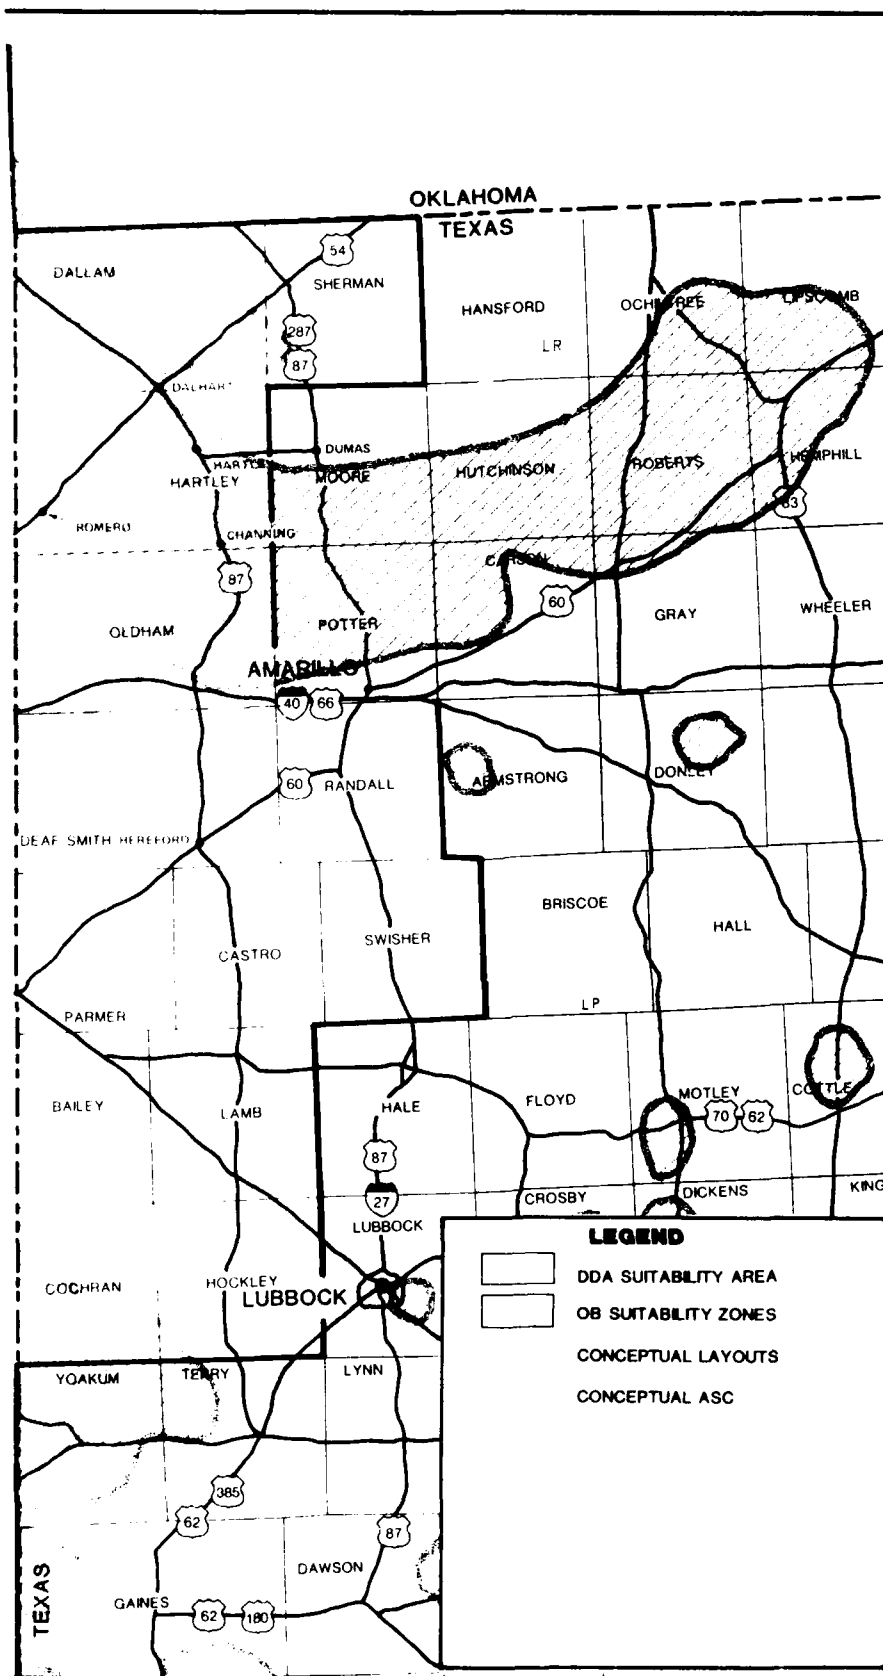 OKLAHOMA
TEXAS
DALLAM
54
SHERMAN
HANSFORD
OCHILTREE
LIPSCOMB
287
LR
87
DALHART
DUMAS
HARTLEY
MOORE
HUTCHINSON
ROBERTS
HEMPHILL
83
ROMERO
CHANNING
CARSON
87
60
GRAY
WHEELER
OLDHAM
POTTER
AMARILLO
40
66
60
RANDALL
ARMSTRONG
DONLEY
DEAF SMITH
HEREFORD
BRISCOE
HALL
CASTRO
SWISHER
LP
PARMER
BAILEY
LAMB
HALE
FLOYD
MOTLEY
COTTLE
70
62
87
27
CROSBY
DICKENS
KING
LUBBOCK
COCHRAN
HOCKLEY
LUBBOCK
LEGEND
DDA SUITABILITY AREA
OB SUITABILITY ZONES
CONCEPTUAL LAYOUTS
CONCEPTUAL ASC
YOAKUM
TERRY
LYNN
385
62
87
DAWSON
TEXAS
GAINES
62
180